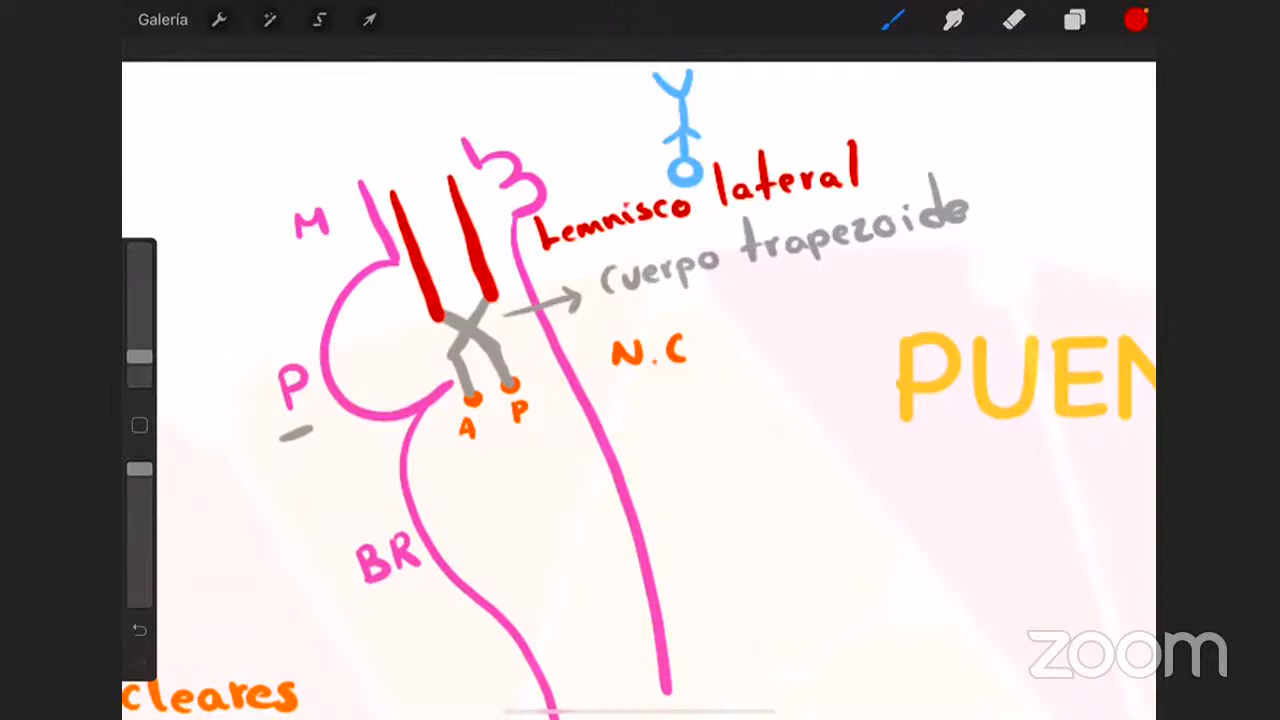 Galería
M
Lemnisco lateral
cuerpo trapezoide
N.C
P
A P
PUEN
BR
zoom
cleares